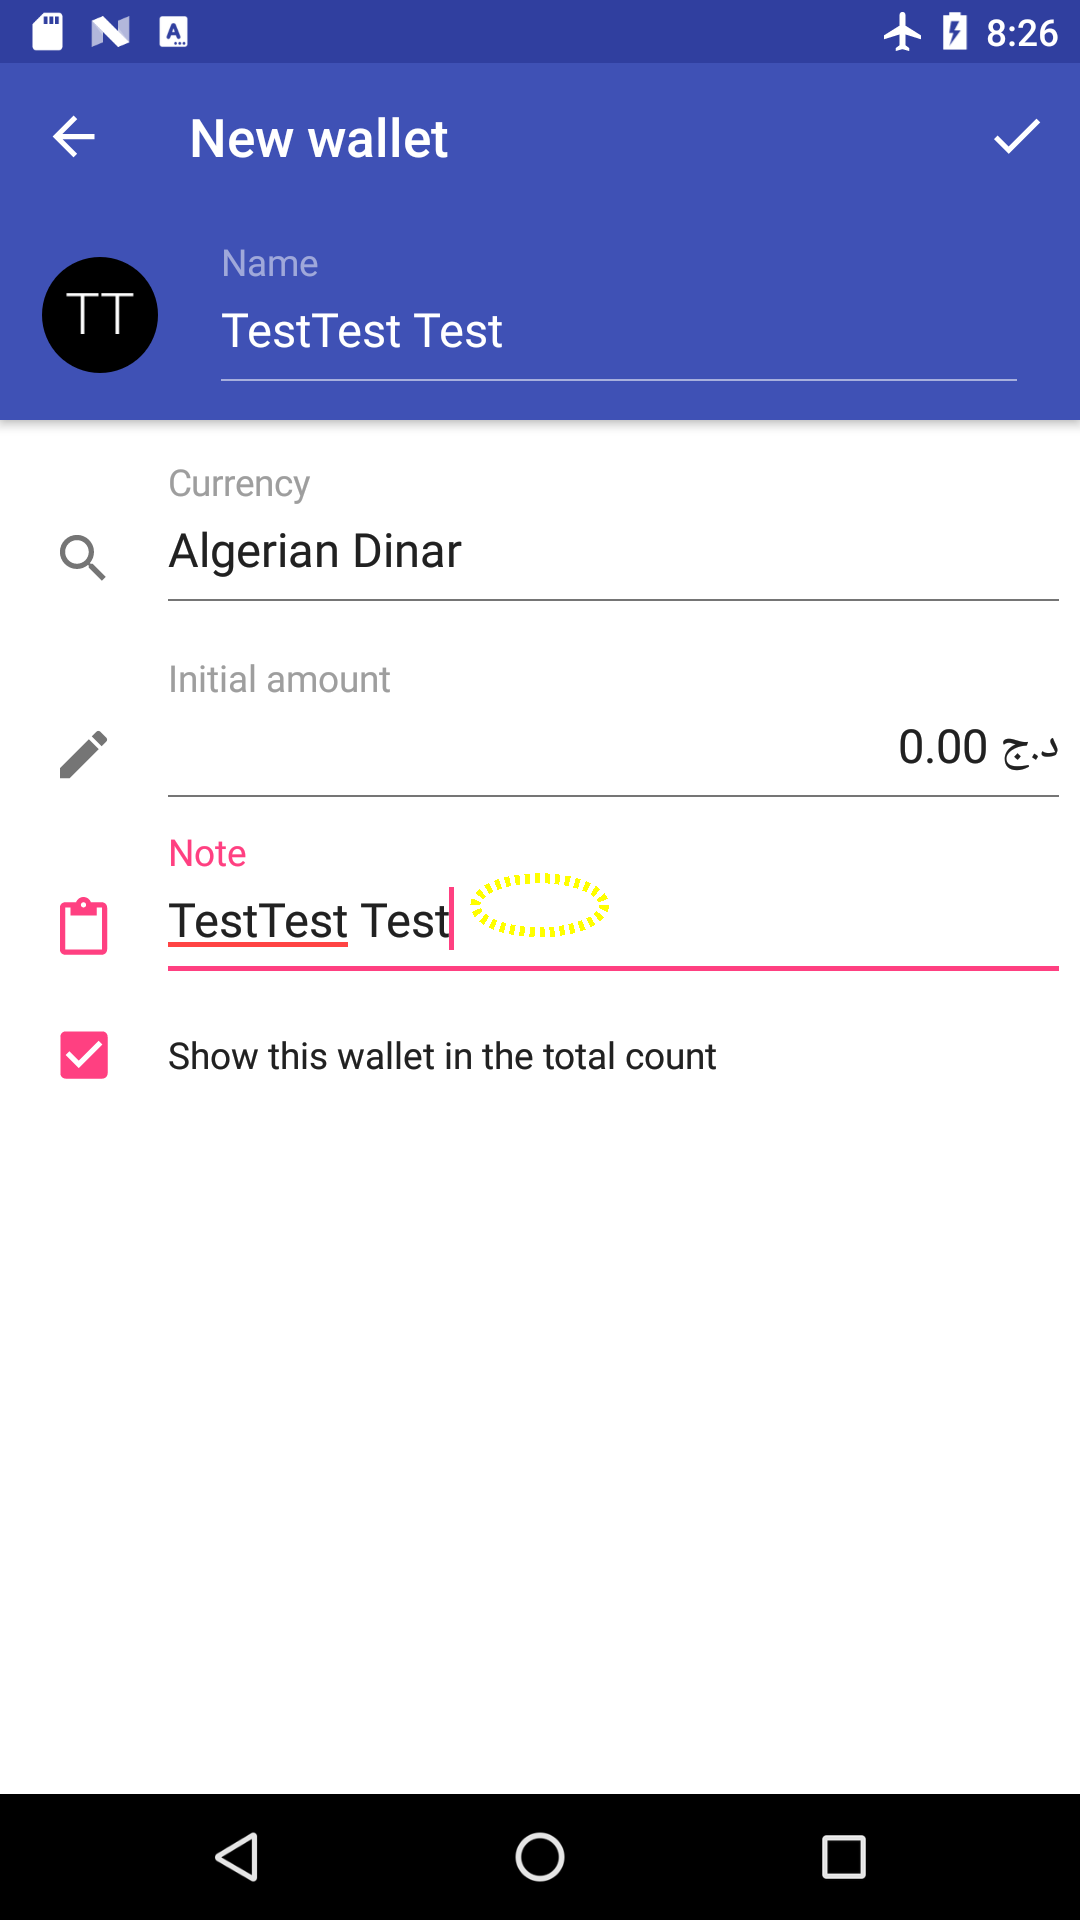 8:26
New wallet
TT
Name
TestTest Test
Currency
Algerian Dinar
Initial amount
0.00 د.ج
Note
TestTest Test
Show this wallet in the total count